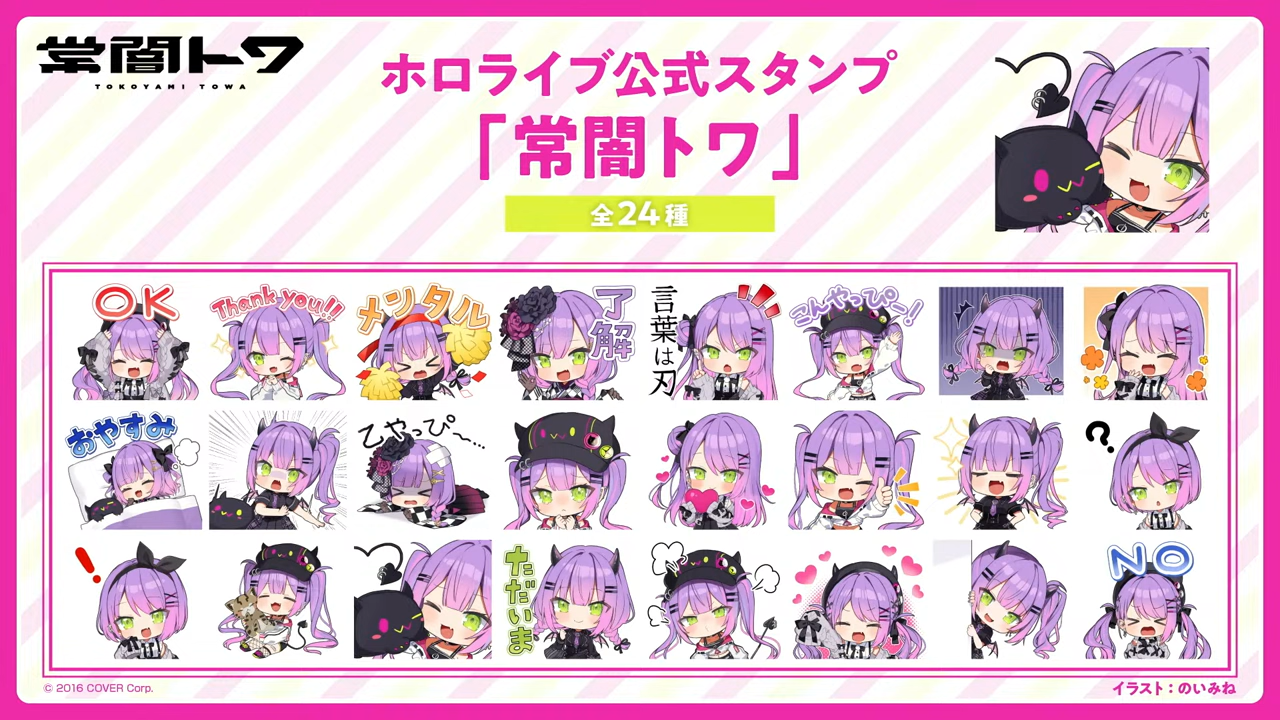 常闇トワ
TOKOYAMI TOWA
ホロライブ公式スタンプ
「常闇トワ」
全24種
OK
Thank you!!
メンタル
了解
言葉は刃
こんやっぴー!
おやすみ
乙やっぴ〜…
?
!
ただいま
NO
© 2016 COVER Corp.
イラスト：のいみね